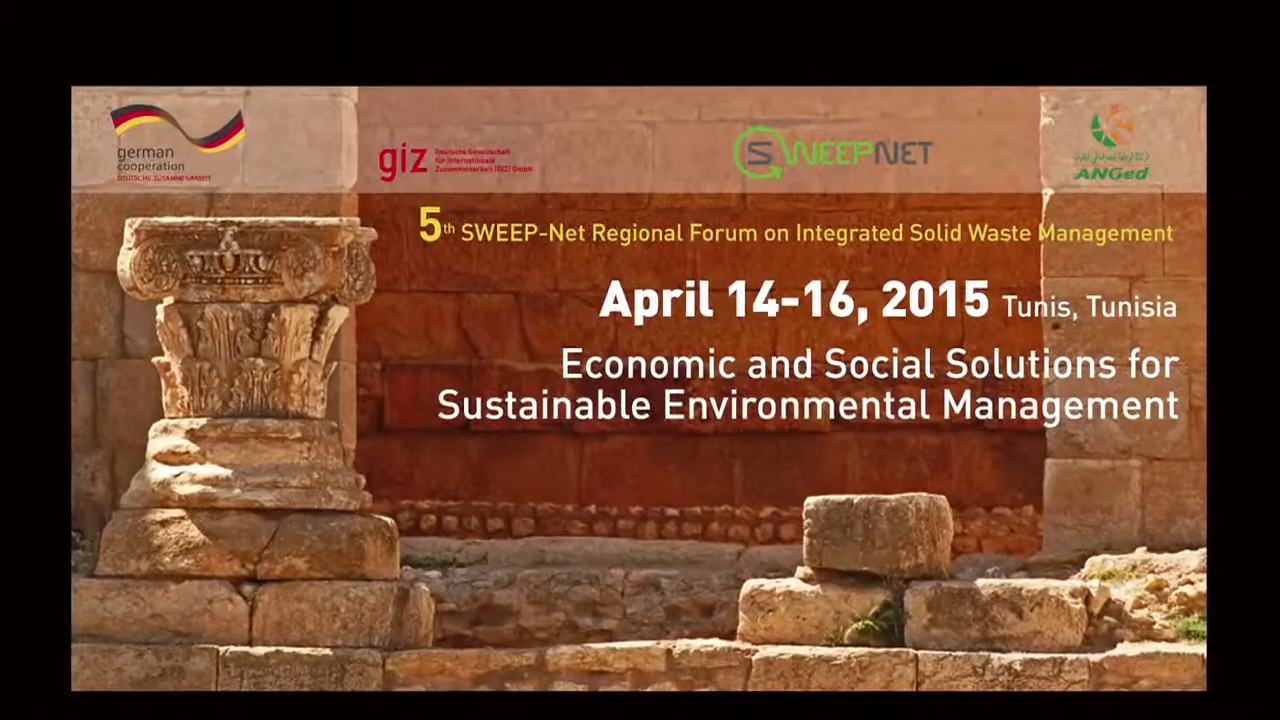 german
cooperation
DEUTSCHE ZUSAMMENARBEIT
giz
Deutsche Gesellschaft
für Internationale
Zusammenarbeit (GIZ) GmbH
SWEEPNET
ANGed
5th SWEEP-Net Regional Forum on Integrated Solid Waste Management
April 14-16, 2015 Tunis, Tunisia
Economic and Social Solutions for
Sustainable Environmental Management